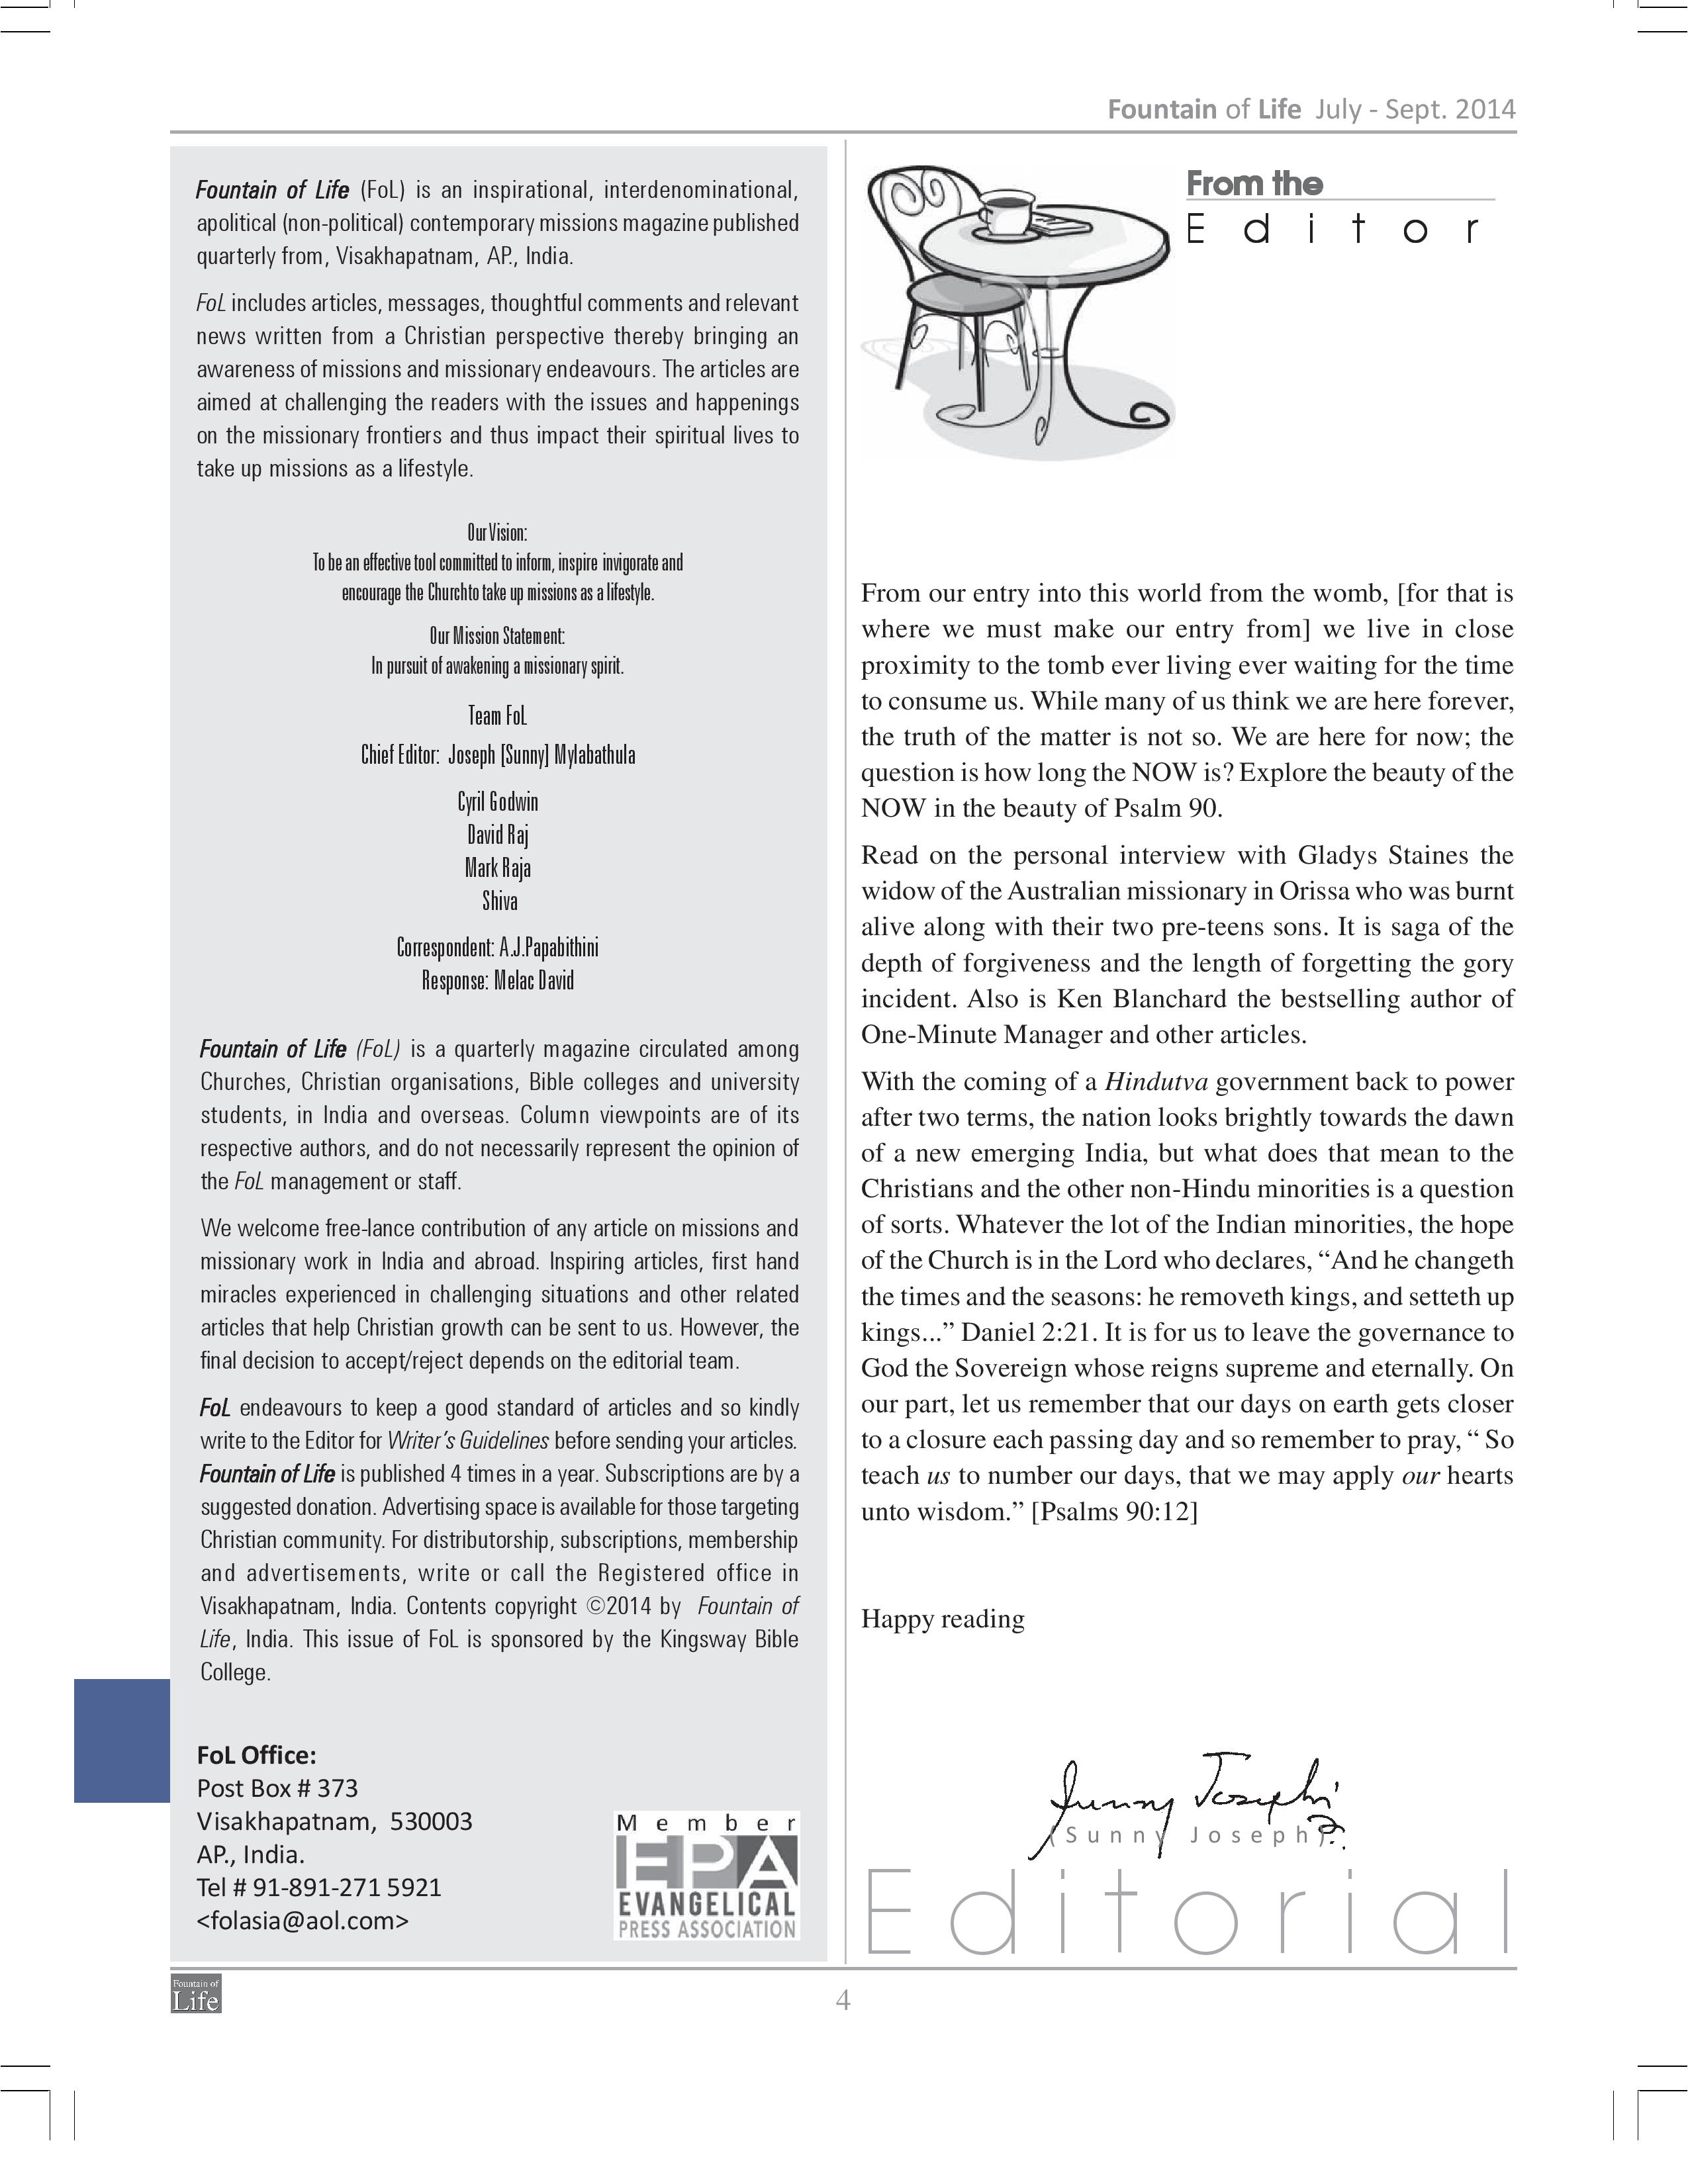 Fountain of Life July - Sept. 2014
Fountain of Life (FoL) is an inspirational, interdenominational,
apolitical (non-political) contemporary missions magazine published
quarterly from, Visakhapatnam, AP., India.
FoL includes articles, messages, thoughtful comments and relevant
news written from a Christian perspective thereby bringing an
awareness of missions and missionary endeavours. The articles are
aimed at challenging the readers with the issues and happenings
on the missionary frontiers and thus impact their spiritual lives to
take up missions as a lifestyle.
Our Vision:
To be an effective tool committed to inform, inspire invigorate and
encourage the Churchto take up missions as a lifestyle.
Our Mission Statement:
In pursuit of awakening a missionary spirit.
Team FoL
Chief Editor: Joseph [Sunny] Mylabathula
Cyril Godwin
David Raj
Mark Raja
Shiva
Correspondent: A.J.Papabithini
Response: Melac David
Fountain of Life (FoL) is a quarterly magazine circulated among
Churches, Christian organisations, Bible colleges and university
students, in India and overseas. Column viewpoints are of its
respective authors, and do not necessarily represent the opinion of
the FoL management or staff.
We welcome free-lance contribution of any article on missions and
missionary work in India and abroad. Inspiring articles, first hand
miracles experienced in challenging situations and other related
articles that help Christian growth can be sent to us. However, the
final decision to accept/reject depends on the editorial team.
FoL endeavours to keep a good standard of articles and so kindly
write to the Editor for Writer's Guidelines before sending your articles.
Fountain of Life is published 4 times in a year. Subscriptions are by a
suggested donation. Advertising space is available for those targeting
Christian community. For distributorship, subscriptions, membership
and advertisements, write or call the Registered office in
Visakhapatnam, India. Contents copyright ©2014 by Fountain of
Life, India. This issue of FoL is sponsored by the Kingsway Bible
College.
FoL Office:
Post Box # 373
Visakhapatnam, 530003
AP., India.
Tel # 91-891-271 5921
<folasia@aol.com>
Member
EPA
EVANGELICAL
PRESS ASSOCIATION
From the
Editor
From our entry into this world from the womb, [for that is
where we must make our entry from] we live in close
proximity to the tomb ever living ever waiting for the time
to consume us. While many of us think we are here forever,
the truth of the matter is not so. We are here for now; the
question is how long the NOW is? Explore the beauty of the
NOW in the beauty of Psalm 90.
Read on the personal interview with Gladys Staines the
widow of the Australian missionary in Orissa who was burnt
alive along with their two pre-teens sons. It is saga of the
depth of forgiveness and the length of forgetting the gory
incident. Also is Ken Blanchard the bestselling author of
One-Minute Manager and other articles.
With the coming of a Hindutva government back to power
after two terms, the nation looks brightly towards the dawn
of a new emerging India, but what does that mean to the
Christians and the other non-Hindu minorities is a question
of sorts. Whatever the lot of the Indian minorities, the hope
of the Church is in the Lord who declares, “And he changeth
the times and the seasons: he removeth kings, and setteth up
kings...” Daniel 2:21. It is for us to leave the governance to
God the Sovereign whose reigns supreme and eternally. On
our part, let us remember that our days on earth gets closer
to a closure each passing day and so remember to pray, “ So
teach us to number our days, that we may apply our hearts
unto wisdom.” [Psalms 90:12]
Happy reading
Sunny Joseph
(Sunny Joseph)
Editorial
Fountain of
Life
4